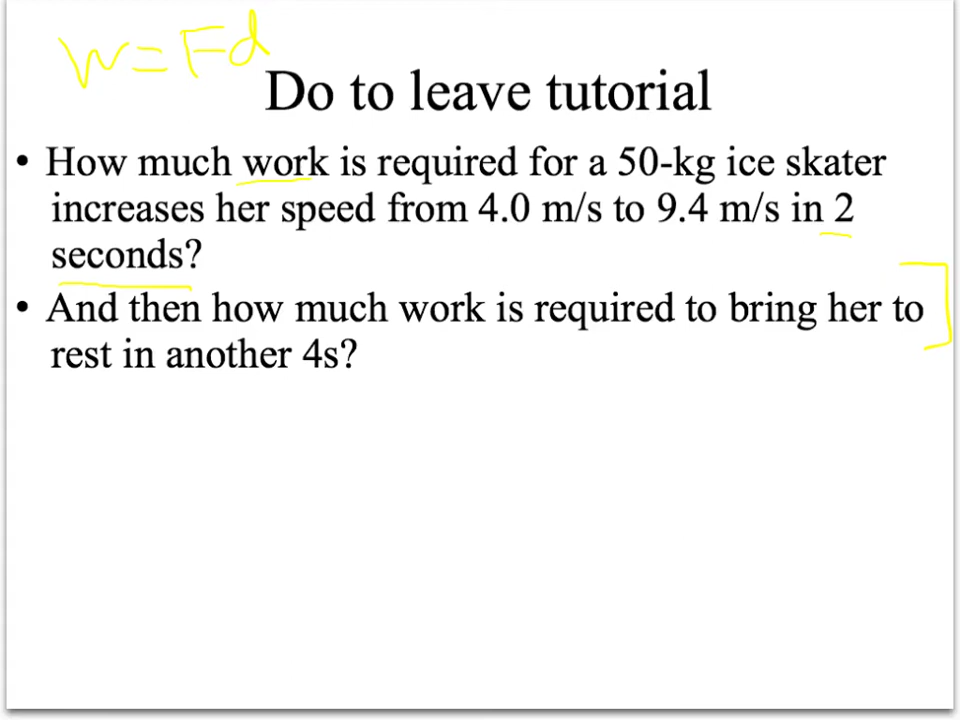 W=Fd
Do to leave tutorial
• How much work is required for a 50-kg ice skater
increases her speed from 4.0 m/s to 9.4 m/s in 2
seconds?
• And then how much work is required to bring her to
rest in another 4s?